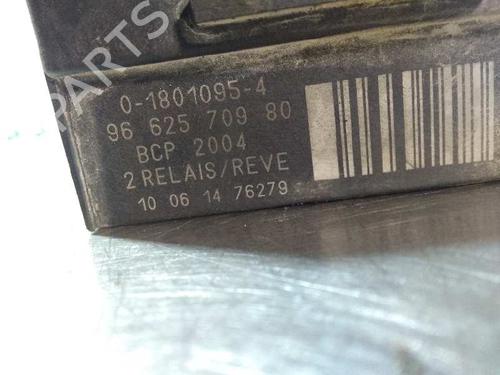 PARTS
0-1801095-4
96 625 709 80
BCP 2004
2 RELAIS/REVE
10 06 14 76279